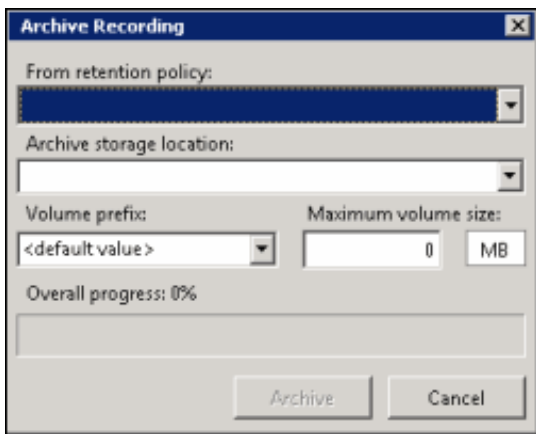 Archive Recording
From retention policy:
Archive storage location:
Volume prefix: Maximum volume size:
<default value> 0 MB
Overall progress: 0%
Archive Cancel